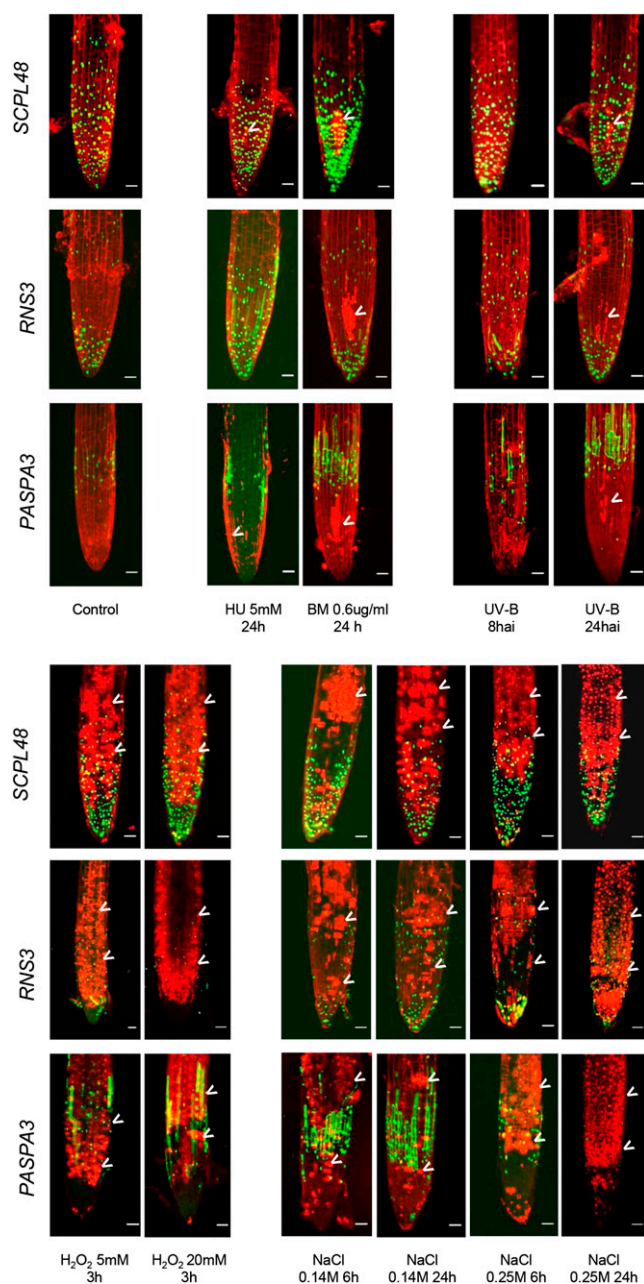 SCPL48
RNS3
PASPA3
Control
HU 5mM
24h
BM 0.6ug/ml
24 h
UV-B
8hai
UV-B
24hai
SCPL48
RNS3
PASPA3
H₂O₂ 5mM
3h
H₂O₂ 20mM
3h
NaCl
0.14M 6h
NaCl
0.14M 24h
NaCl
0.25M 6h
NaCl
0.25M 24h